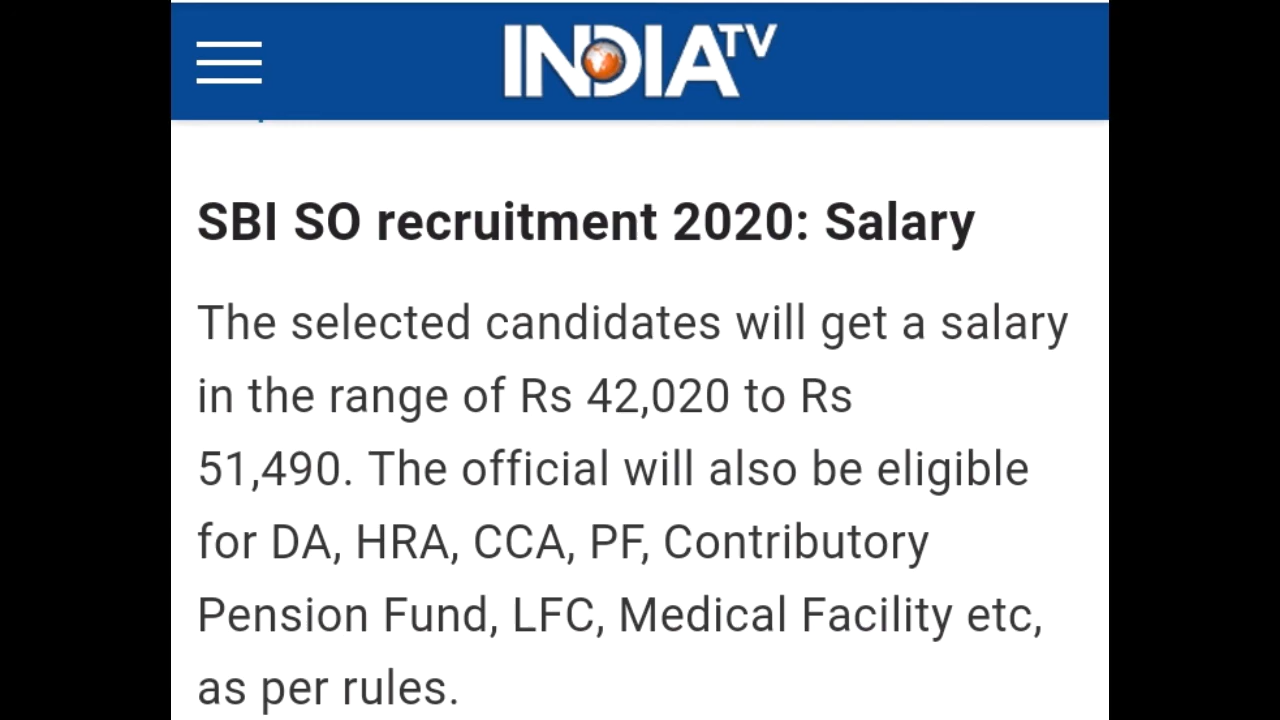 INDIA TV
SBI SO recruitment 2020: Salary
The selected candidates will get a salary
in the range of Rs 42,020 to Rs
51,490. The official will also be eligible
for DA, HRA, CCA, PF, Contributory
Pension Fund, LFC, Medical Facility etc,
as per rules.